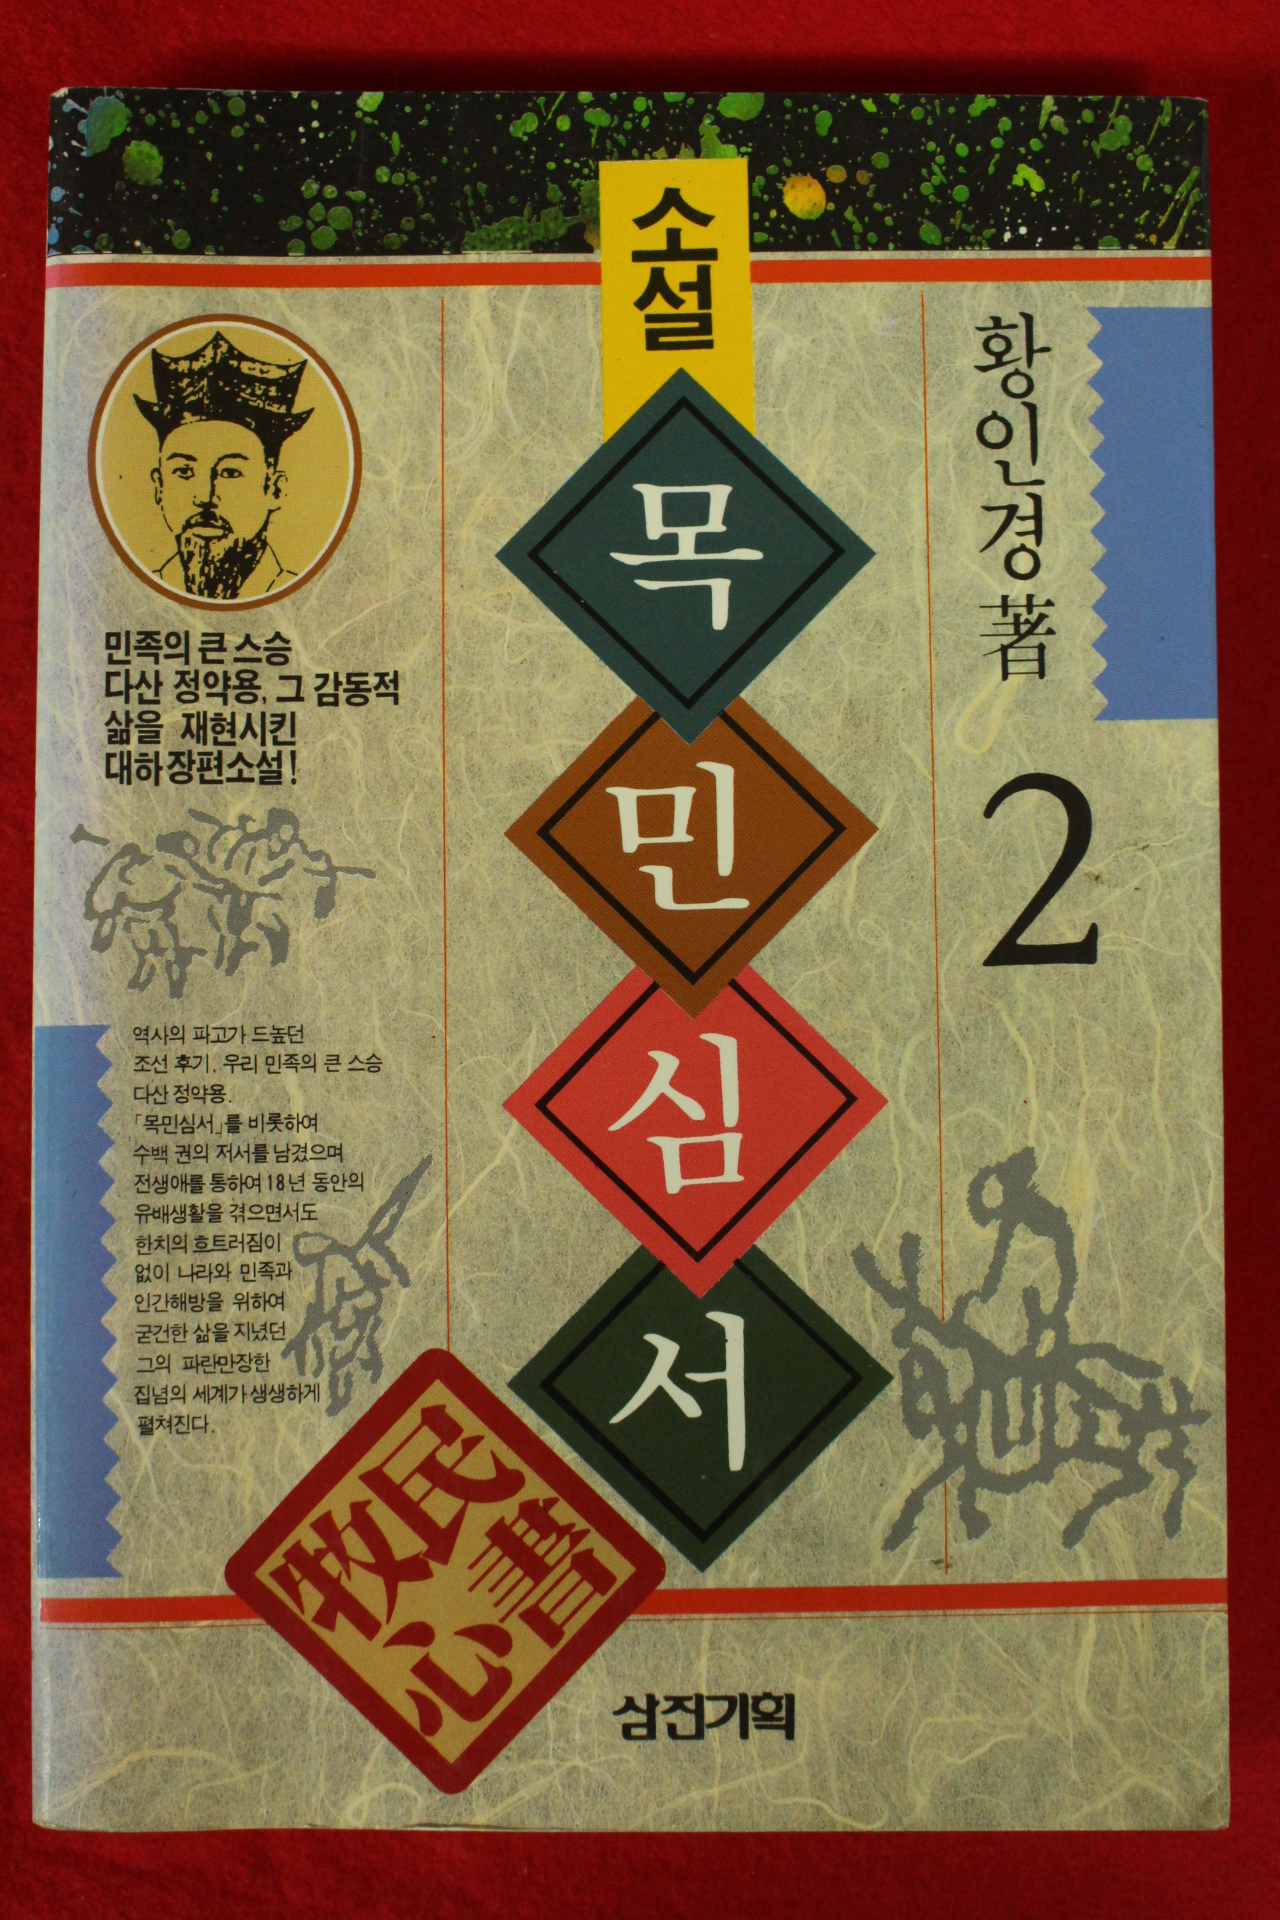 소설
목민심서
황인경 著
2
민족의 큰 스승
다산 정약용, 그 감동적
삶을 재현시킨
대하장편소설!
역사의 파고가 드높던
조선 후기, 우리 민족의 큰 스승
다산 정약용.
「목민심서」를 비롯하여
수백 권의 저서를 남겼으며
전생애를 통하여 18년 동안의
유배생활을 겪으면서도
한치의 흐트러짐이
없이 나라와 민족과
인간해방을 위하여
굳건한 삶을 지녔던
그의 파란만장한
집념의 세계가 생생하게
펼쳐진다.
牧民
心書
삼진기획